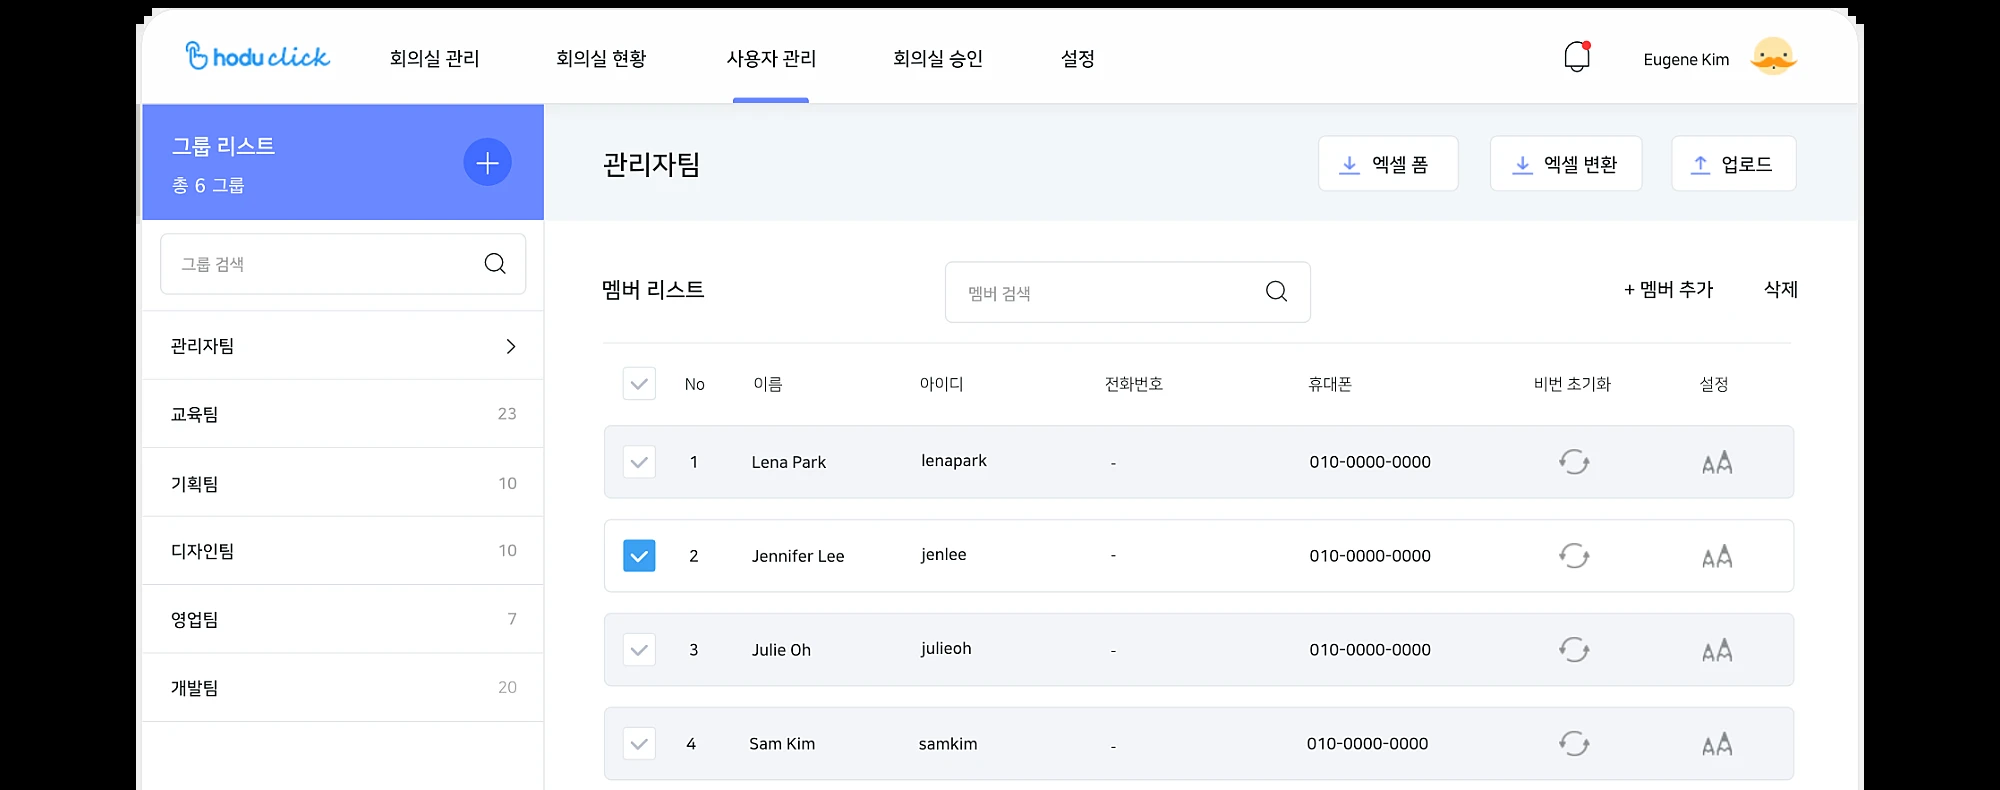 hodu click 회의실 관리 회의실 현황 사용자 관리 회의실 승인 설정 Eugene Kim
그룹 리스트
총 6 그룹
그룹 검색
관리자팀
교육팀 23
기획팀 10
디자인팀 10
영업팀 7
개발팀 20
관리자팀 엑셀 폼 엑셀 변환 업로드
멤버 리스트 멤버 검색 + 멤버 추가 삭제
No 이름 아이디 전화번호 휴대폰 비번 초기화 설정
1 Lena Park lenapark - 010-0000-0000
2 Jennifer Lee jenlee - 010-0000-0000
3 Julie Oh julieoh - 010-0000-0000
4 Sam Kim samkim - 010-0000-0000